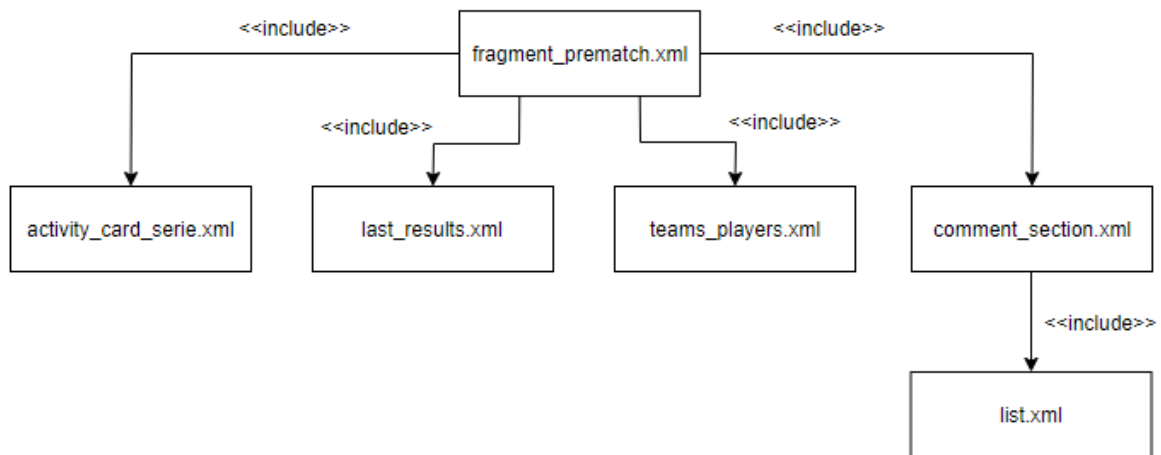 <<include>>
<<include>>
fragment_prematch.xml
<<include>>
<<include>>
activity_card_serie.xml
last_results.xml
teams_players.xml
comment_section.xml
<<include>>
list.xml